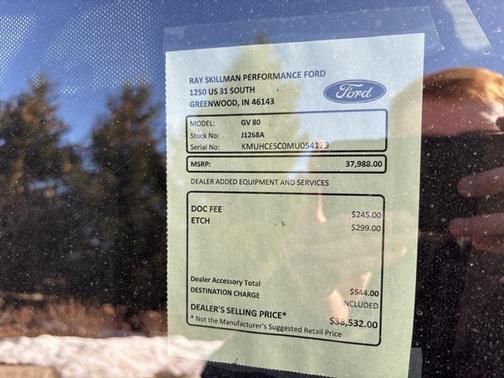 RAY SKILLMAN PERFORMANCE FORD
1250 US 31 SOUTH
GREENWOOD, IN 46143
Ford
MODEL: GV 80
Stock No: J1268A
Serial No: KMUHCESC0MU054179
MSRP: 37,988.00
DEALER ADDED EQUIPMENT AND SERVICES
DOC FEE $245.00
ETCH $299.00
Dealer Accessory Total $544.00
DESTINATION CHARGE INCLUDED
DEALER'S SELLING PRICE* $38,532.00
* Not the Manufacturer's Suggested Retail Price